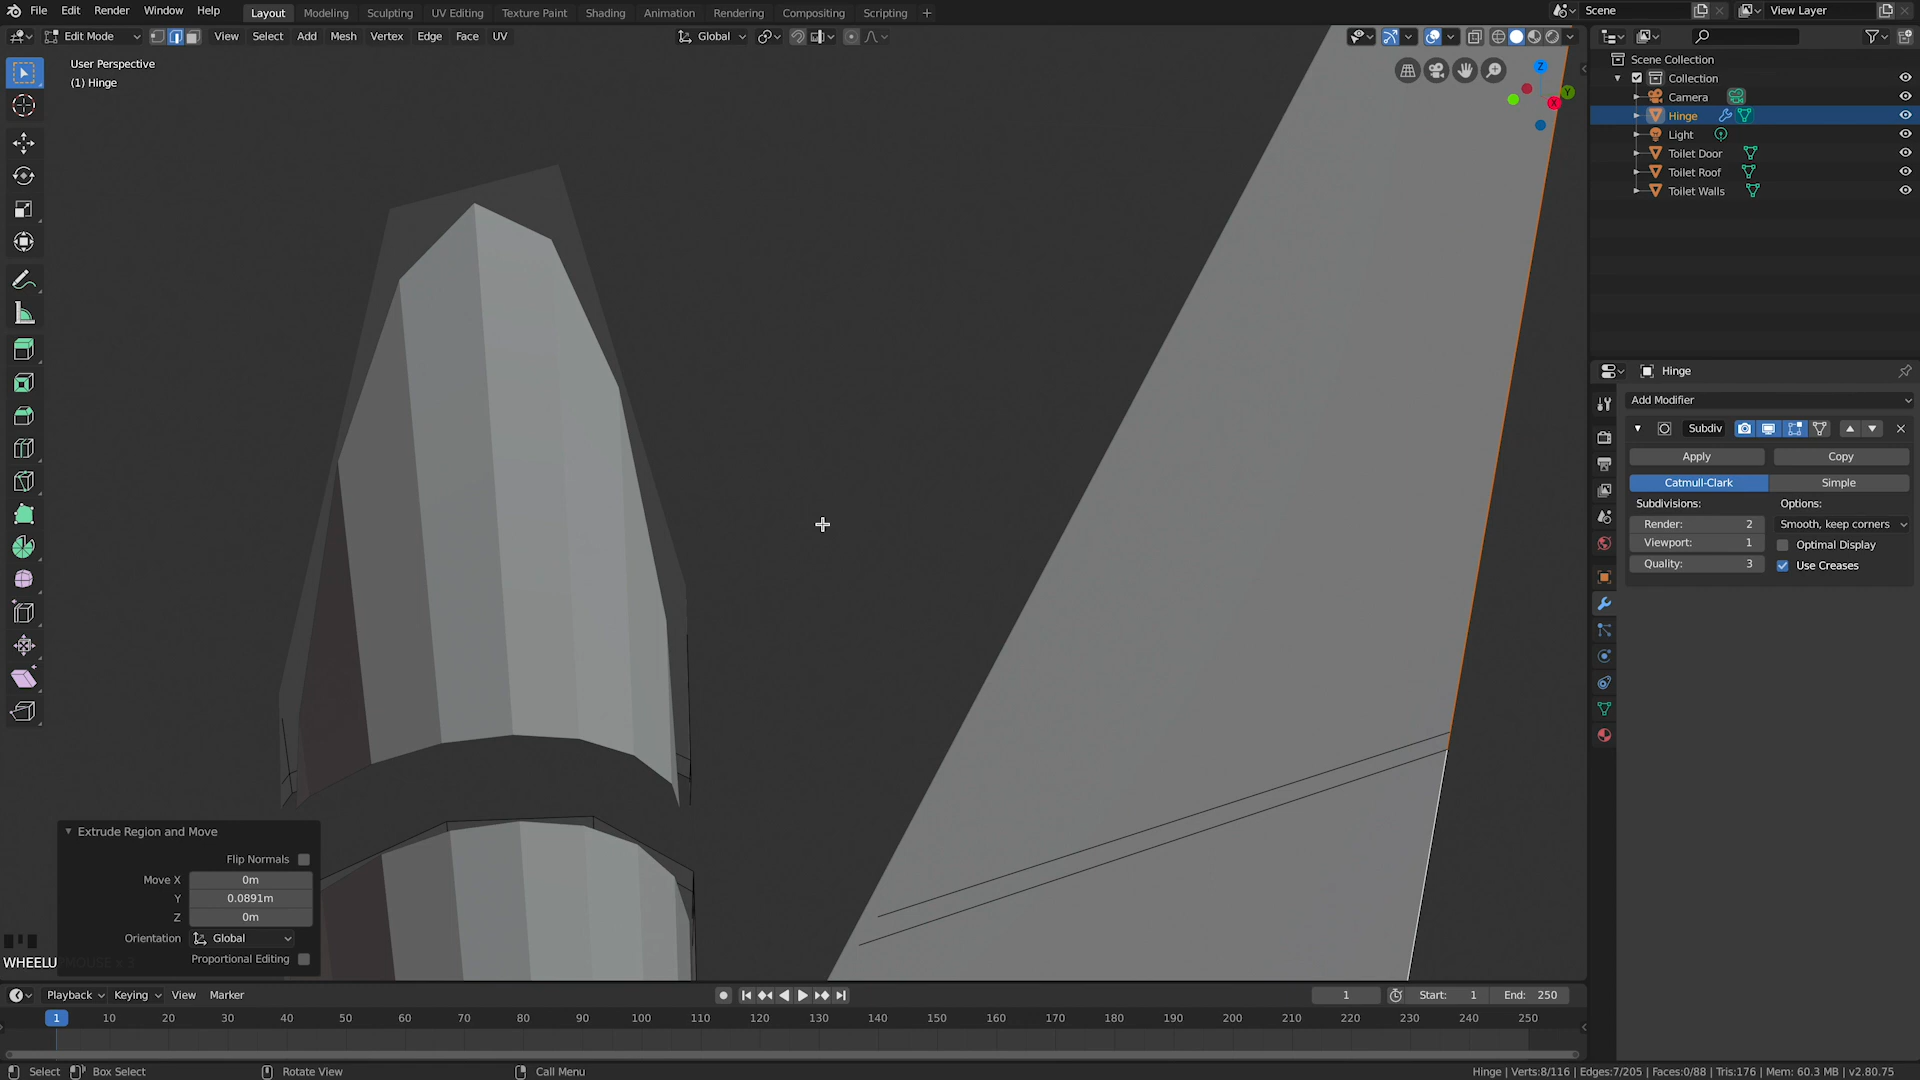 File Edit Render Window Help Layout Modeling Sculpting UV Editing Texture Paint Shading Animation Rendering Compositing Scripting + Scene View Layer
Edit Mode View Select Add Mesh Vertex Edge Face UV Global
User Perspective
(1) Hinge
Z
Y
X
Scene Collection
Collection
Camera
Hinge
Light
Toilet Door
Toilet Roof
Toilet Walls
Hinge
Add Modifier
Subdiv
Apply Copy
Catmull-Clark Simple
Subdivisions: Options:
Render: 2 Smooth, keep corners
Viewport: 1 Optimal Display
Quality: 3 Use Creases
Extrude Region and Move
Flip Normals
Move X 0m
Y 0.0891m
Z 0m
Orientation Global
Proportional Editing
WHEELU
Playback Keying View Marker 1 Start: 1 End: 250
1 10 20 30 40 50 60 70 80 90 100 110 120 130 140 150 160 170 180 190 200 210 220 230 240 250
Select Box Select Rotate View Call Menu Hinge | Verts:8/116 | Edges:7/205 | Faces:0/88 | Tris:176 | Mem: 60.3 MB | v2.80.75